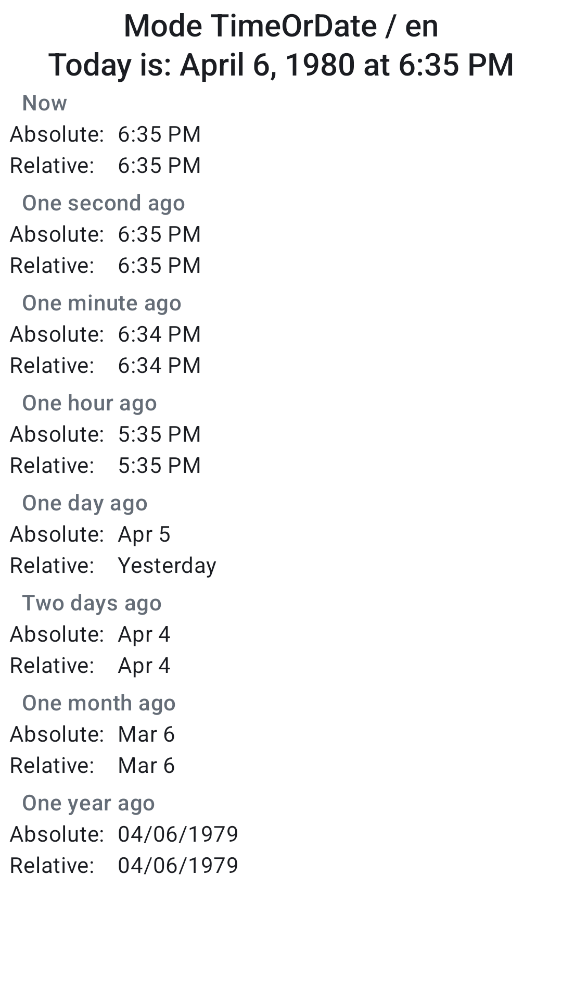 Mode TimeOrDate / en
Today is: April 6, 1980 at 6:35 PM
Now
Absolute: 6:35 PM
Relative: 6:35 PM
One second ago
Absolute: 6:35 PM
Relative: 6:35 PM
One minute ago
Absolute: 6:34 PM
Relative: 6:34 PM
One hour ago
Absolute: 5:35 PM
Relative: 5:35 PM
One day ago
Absolute: Apr 5
Relative: Yesterday
Two days ago
Absolute: Apr 4
Relative: Apr 4
One month ago
Absolute: Mar 6
Relative: Mar 6
One year ago
Absolute: 04/06/1979
Relative: 04/06/1979